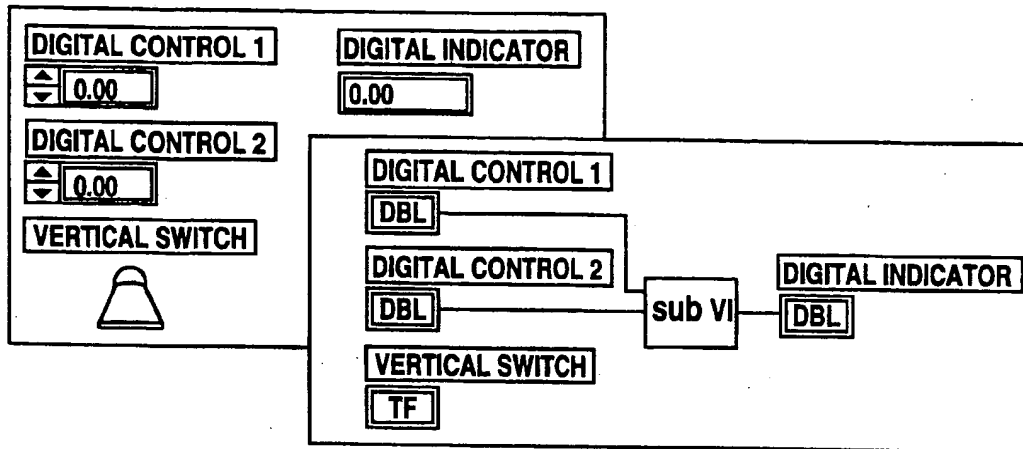 DIGITAL CONTROL 1
0.00
DIGITAL INDICATOR
0.00
DIGITAL CONTROL 2
0.00
VERTICAL SWITCH
DIGITAL CONTROL 1
DBL
DIGITAL CONTROL 2
DBL
sub VI
DIGITAL INDICATOR
DBL
VERTICAL SWITCH
TF